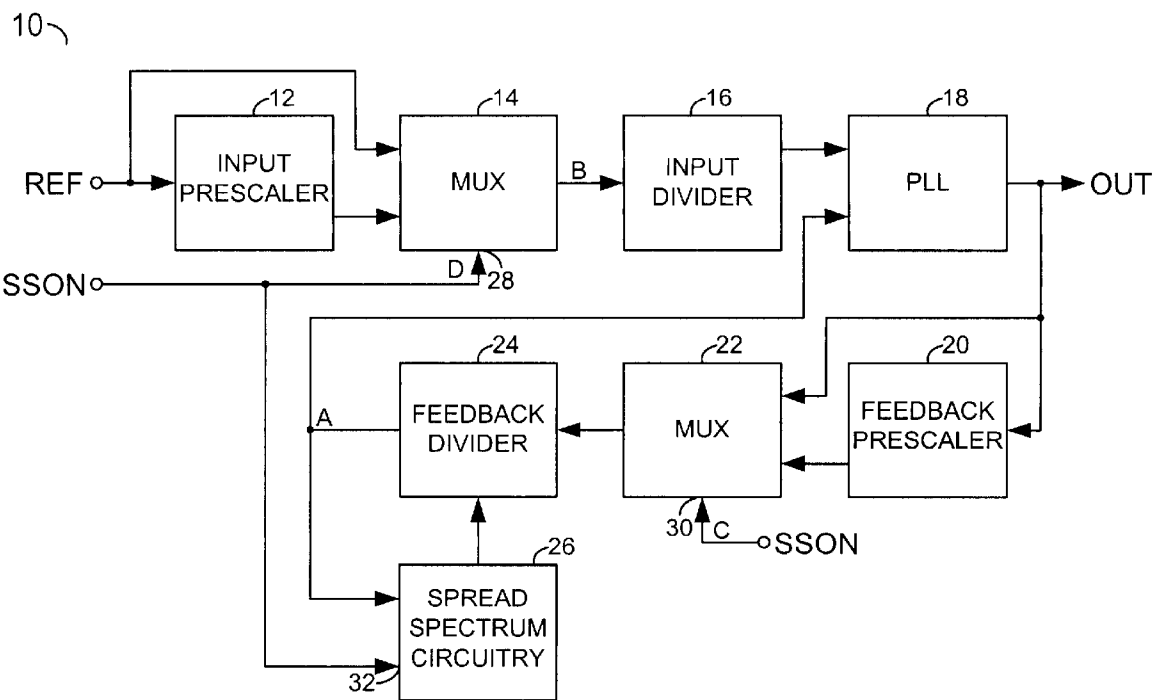 10
12
14
16
18
INPUT
PRESCALER
MUX
INPUT
DIVIDER
PLL
REF
B
OUT
D
28
SSON
24
22
20
A
FEEDBACK
DIVIDER
MUX
FEEDBACK
PRESCALER
30
C
SSON
26
SPREAD
SPECTRUM
CIRCUITRY
32